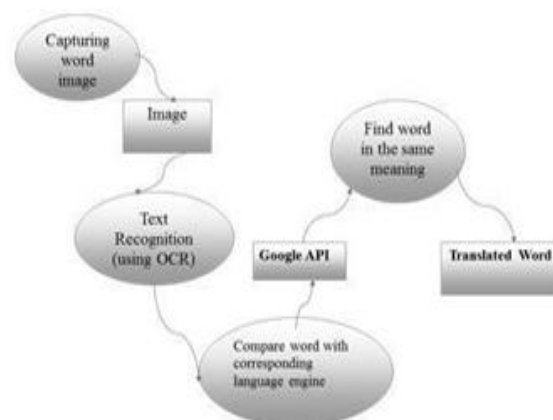 Capturing
word
image
Image
Text
Recognition
(using OCR)
Compare word with
corresponding
language engine
Google API
Find word
in the same
meaning
Translated Word